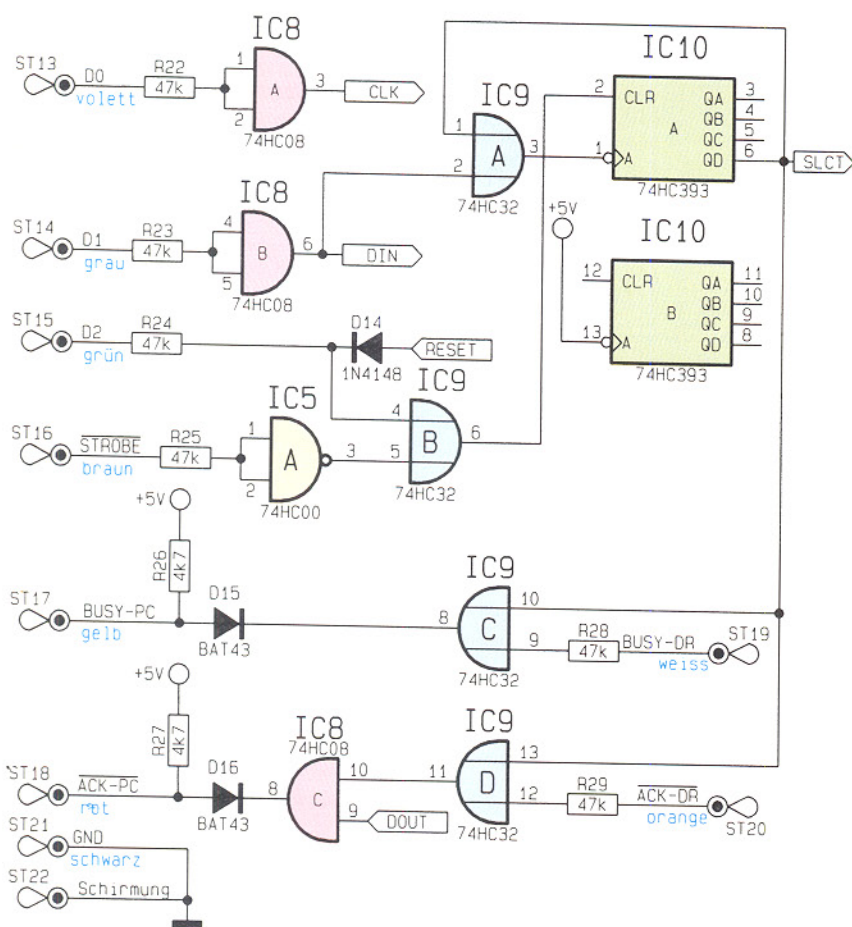 IC8
ST13
D0
R22
47k
volett
1
2
A
3
CLK
74HC08
IC9
1
2
A
3
74HC32
IC10
2
CLR
1
A
A
QA
3
QB
4
QC
5
QD
6
74HC393
SLCT
IC8
ST14
D1
R23
47k
grau
4
5
B
6
DIN
74HC08
+5V
IC10
12
CLR
13
A
B
QA
11
QB
10
QC
9
QD
8
74HC393
ST15
D2
R24
47k
grün
D14
1N4148
RESET
IC9
4
5
B
6
74HC32
IC5
ST16
STROBE
R25
47k
braun
1
2
A
3
74HC00
+5V
R26
4k7
ST17
BUSY-PC
gelb
D15
BAT43
IC9
8
C
10
9
74HC32
R28
47k
BUSY-DR
weiss
ST19
+5V
R27
4k7
ST18
ACK-PC
rot
D16
BAT43
IC8
74HC08
8
C
10
9
DOUT
IC9
11
D
13
12
74HC32
R29
47k
ACK-DR
orange
ST20
ST21
GND
schwarz
ST22
Schirmung